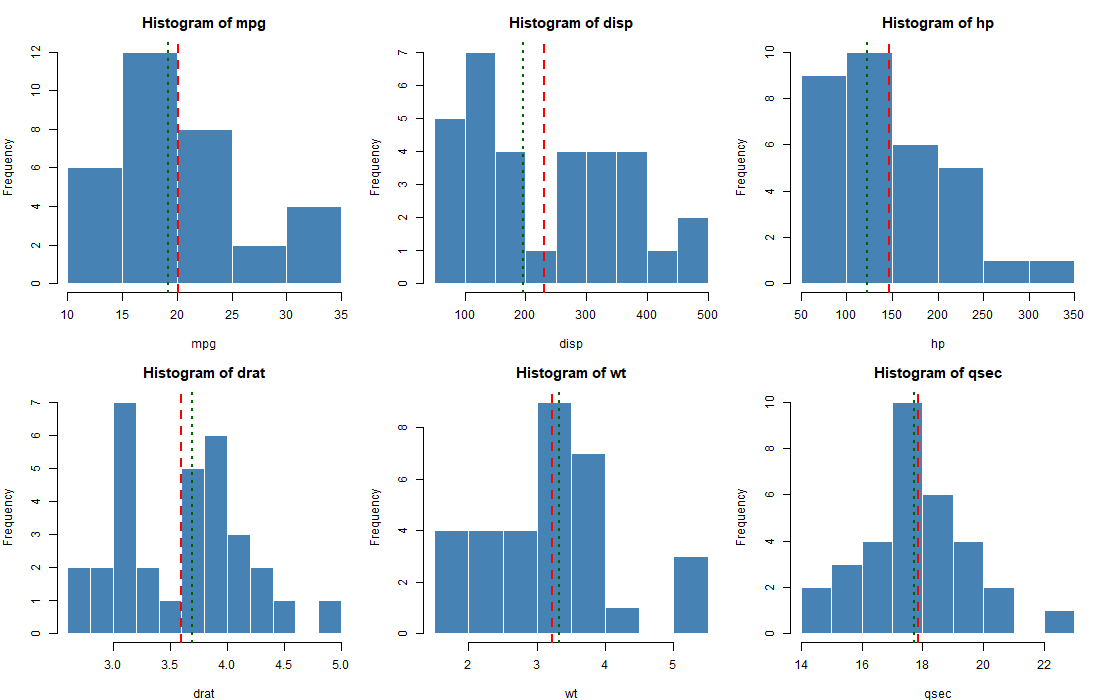 Histogram of mpg
Frequency
0 2 4 6 8 10 12
10 15 20 25 30 35
mpg
Histogram of disp
Frequency
0 1 2 3 4 5 6 7
100 200 300 400 500
disp
Histogram of hp
Frequency
0 2 4 6 8 10
50 100 150 200 250 300 350
hp
Histogram of drat
Frequency
0 1 2 3 4 5 6 7
3.0 3.5 4.0 4.5 5.0
drat
Histogram of wt
Frequency
0 2 4 6 8
2 3 4 5
wt
Histogram of qsec
Frequency
0 2 4 6 8 10
14 16 18 20 22
qsec